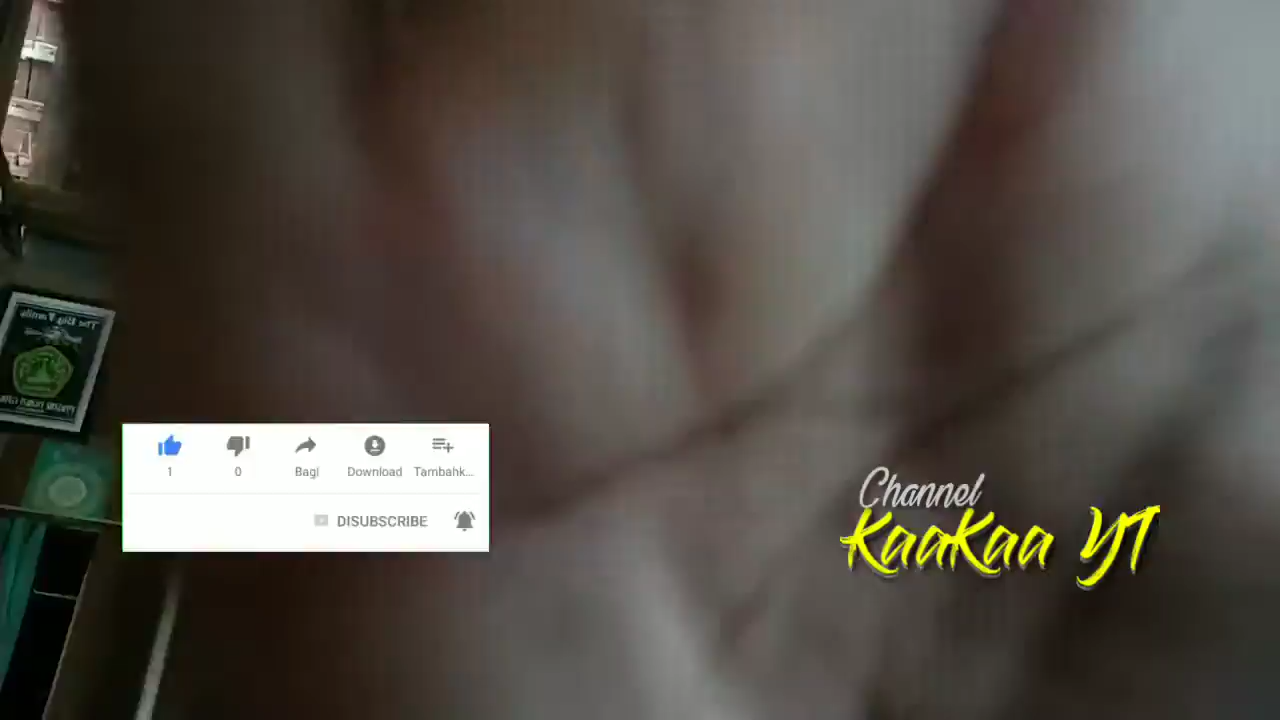 1
0
Bagi
Download
Tambahk...
DISUBSCRIBE
Channel
KaaKaa YT